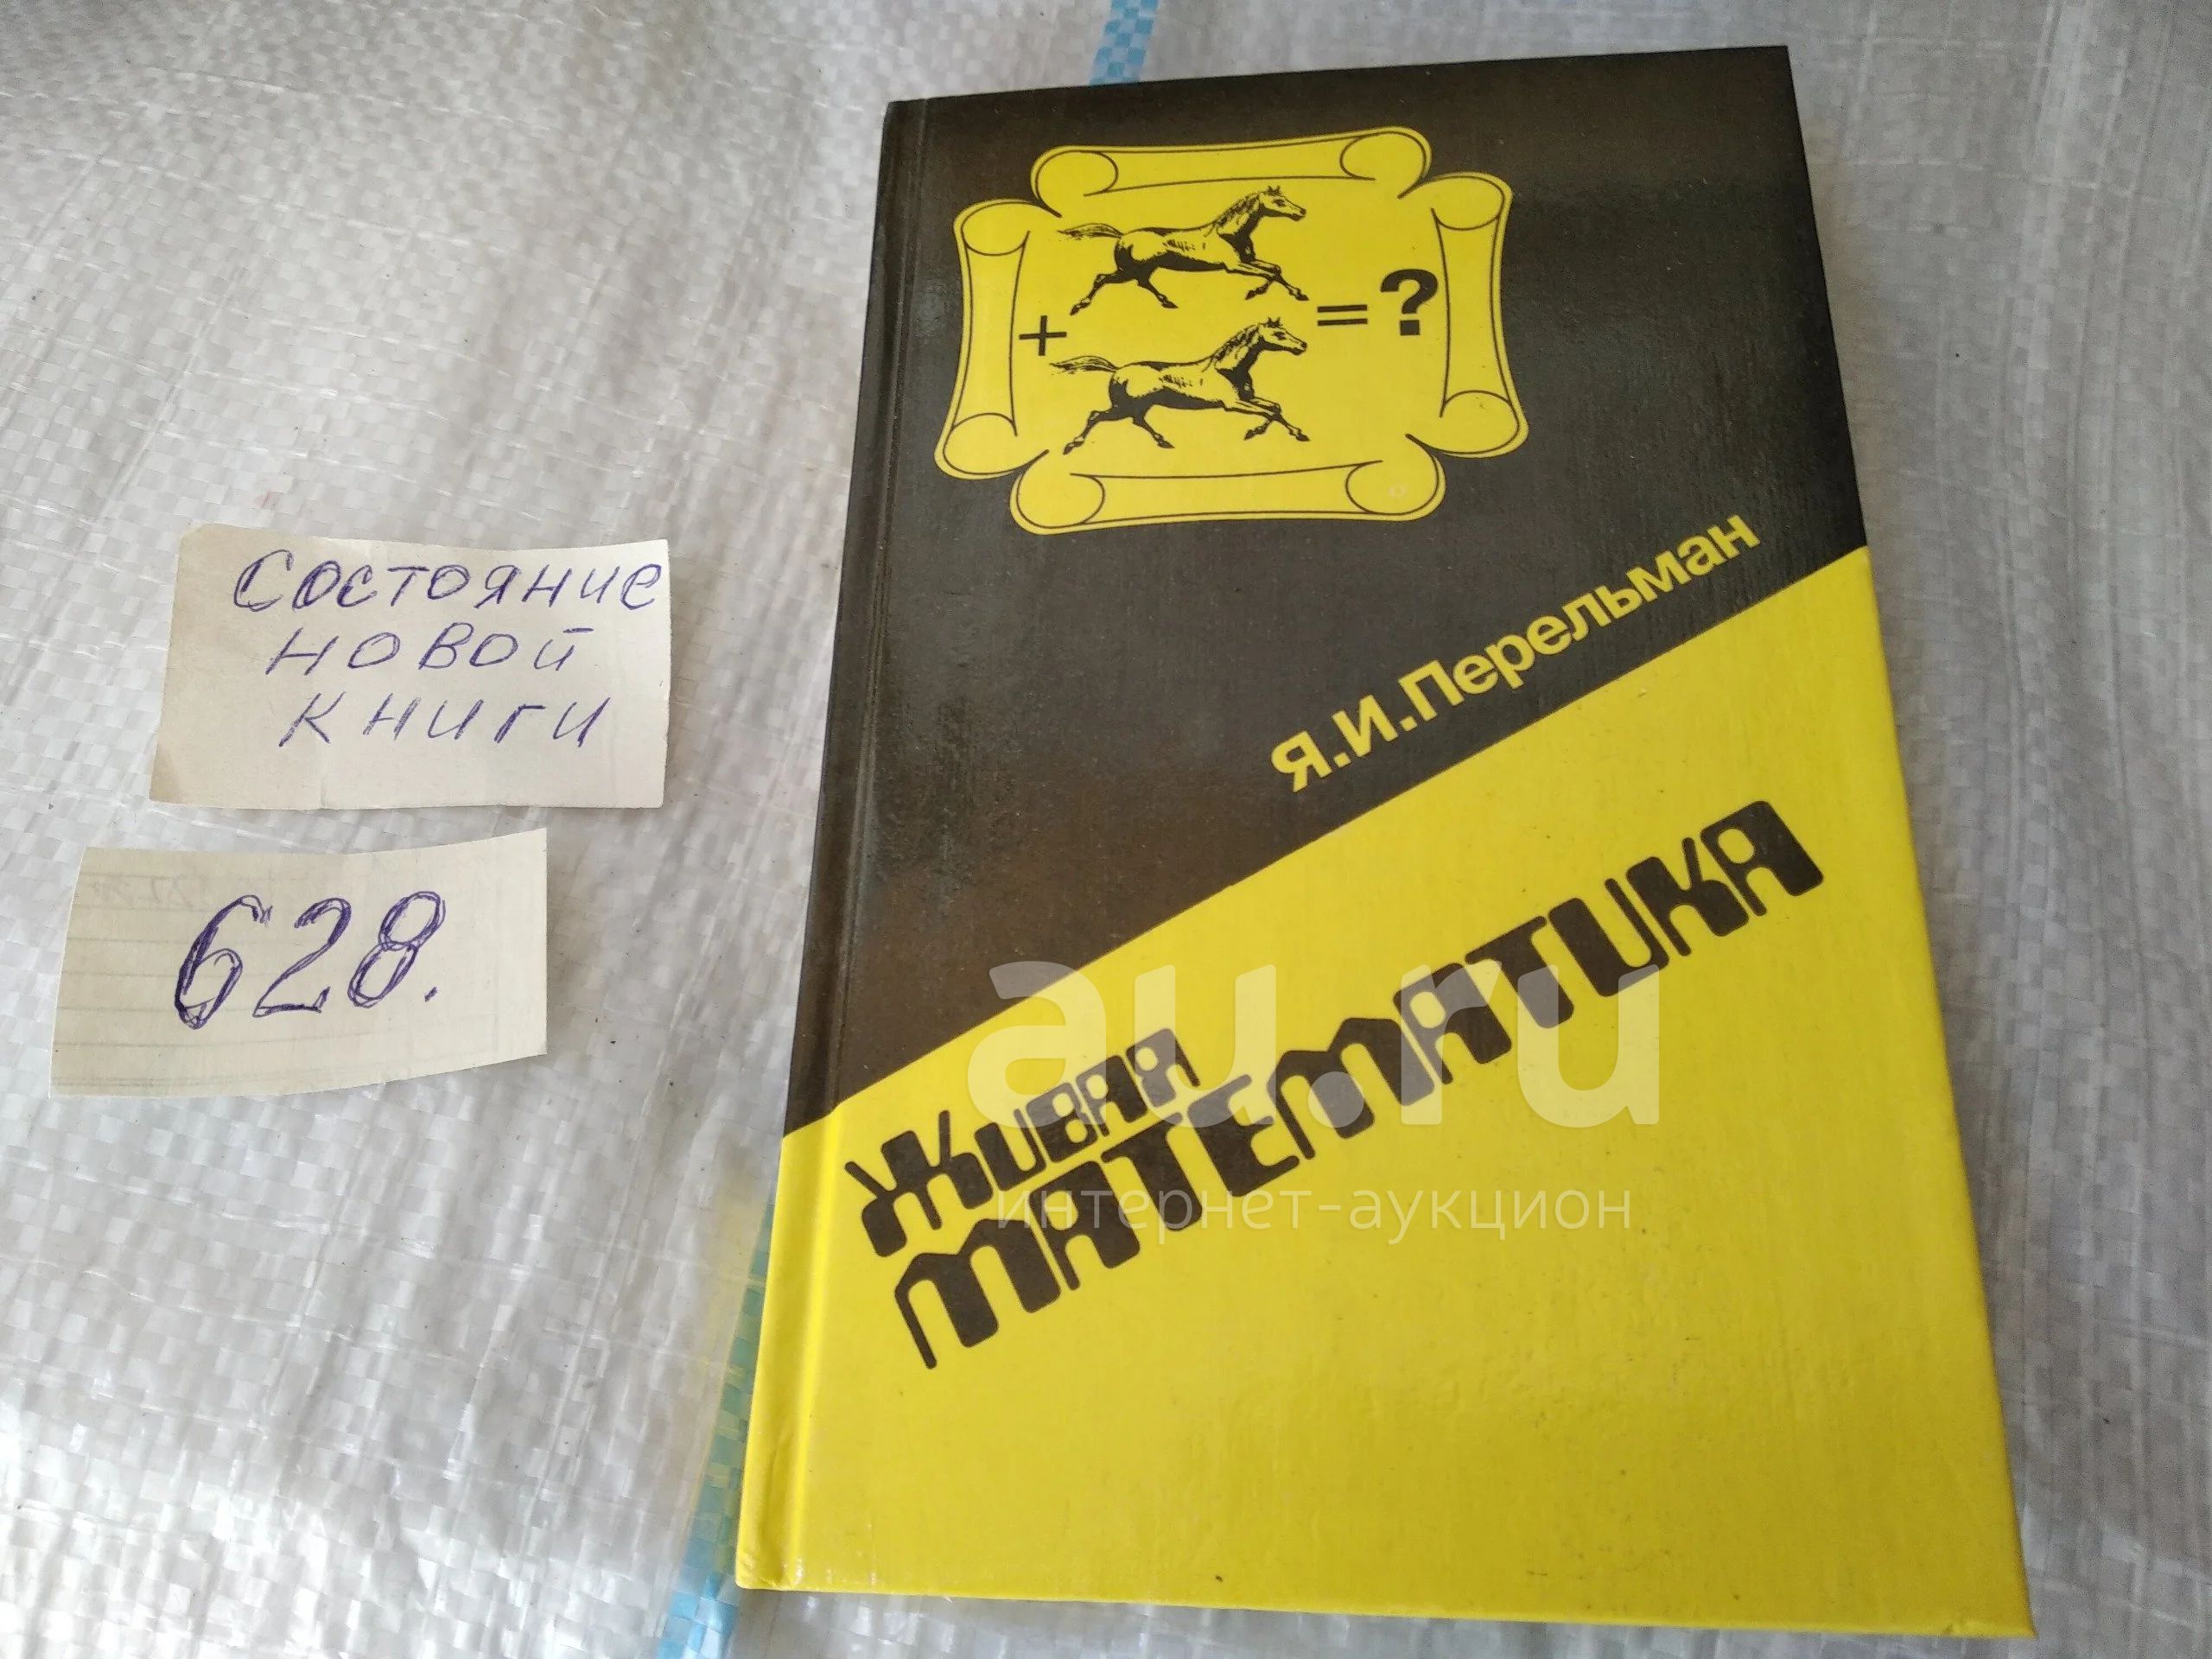 + = ?
Я.И.Перельман
Живая
МАТЕМАТИКА
Состояние
новой
книги
628.
au.ru
интернет-аукцион